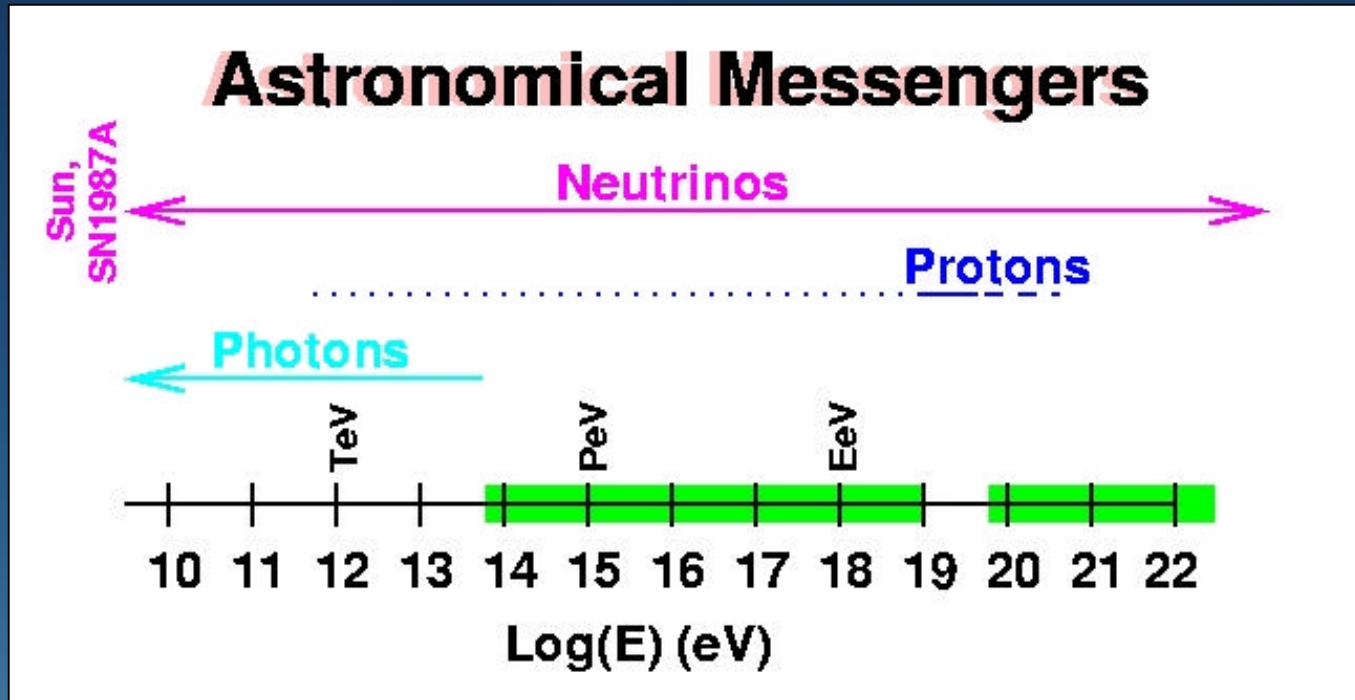 Astronomical Messengers
Sun,
SN1987A
Neutrinos
Protons
Photons
TeV PeV EeV
10 11 12 13 14 15 16 17 18 19 20 21 22
Log(E) (eV)